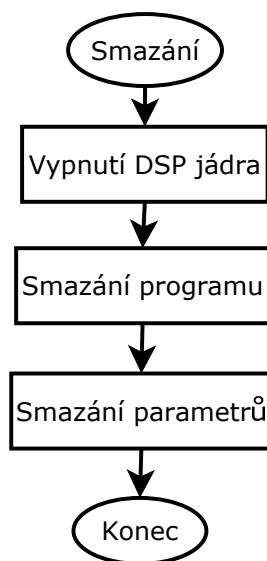 Smazání
Vypnutí DSP jádra
Smazání programu
Smazání parametrů
Konec